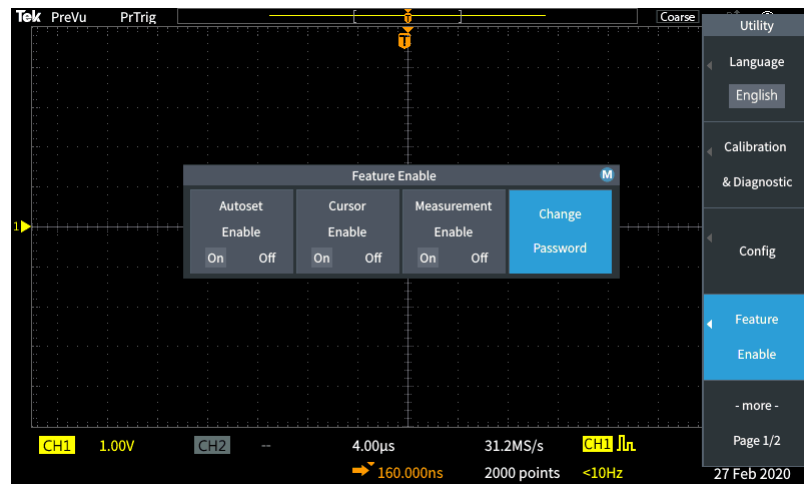 Tek PreVu PrTrig Coarse
T
T
Utility
Language
English
Calibration
& Diagnostic
Config
Feature
Enable
- more -
Page 1/2
Feature Enable M
Autoset
Enable
On Off
Cursor
Enable
On Off
Measurement
Enable
On Off
Change
Password
1
CH1 1.00V CH2 -- 4.00µs 31.2MS/s CH1
160.000ns 2000 points <10Hz 27 Feb 2020